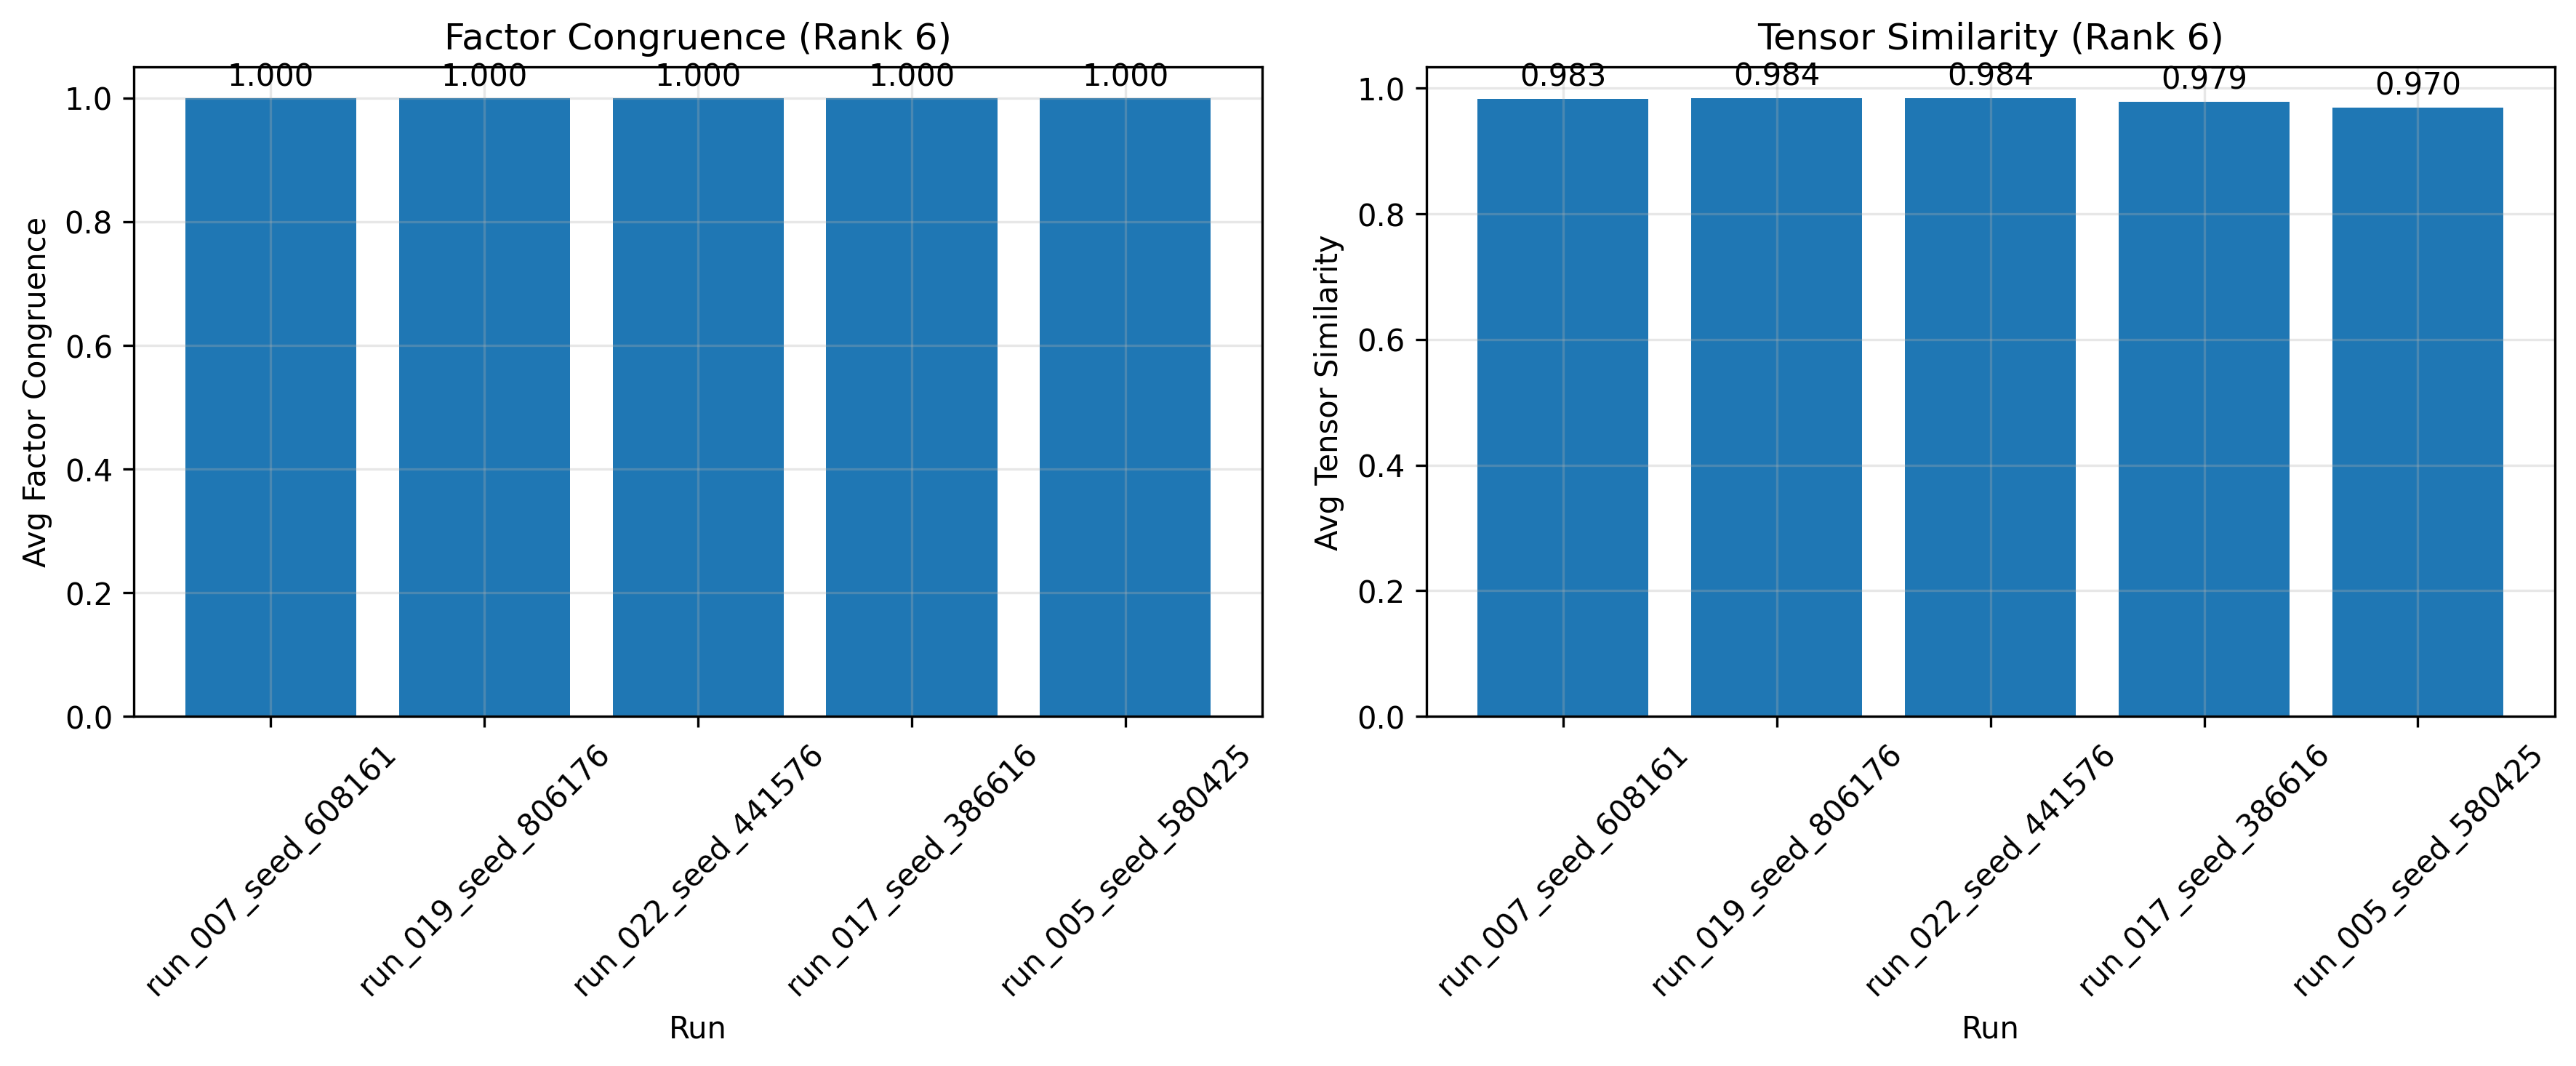 Factor Congruence (Rank 6)
1.000 1.000 1.000 1.000 1.000
1.0
0.8
0.6
0.4
0.2
0.0
Avg Factor Congruence
run_007_seed_608161
run_019_seed_806176
run_022_seed_441576
run_017_seed_386616
run_005_seed_580425
Run
Tensor Similarity (Rank 6)
0.983 0.984 0.984 0.979 0.970
1.0
0.8
0.6
0.4
0.2
0.0
Avg Tensor Similarity
run_007_seed_608161
run_019_seed_806176
run_022_seed_441576
run_017_seed_386616
run_005_seed_580425
Run